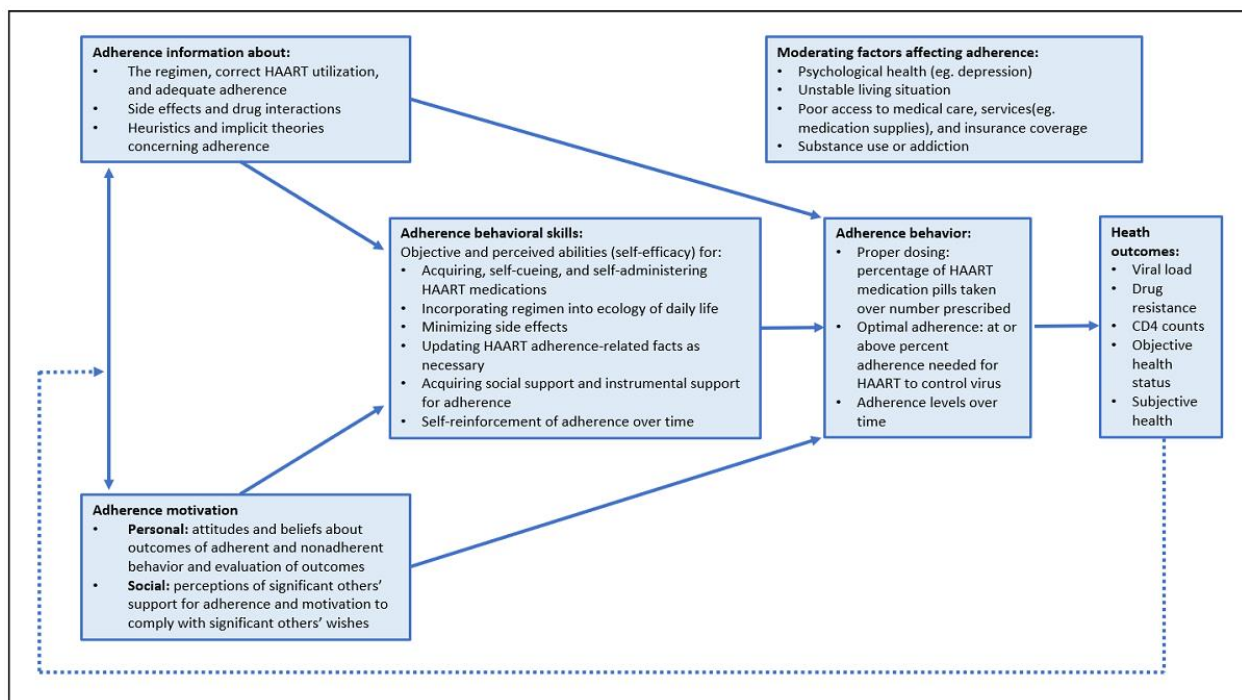 Adherence information about:
• The regimen, correct HAART utilization,
and adequate adherence
• Side effects and drug interactions
• Heuristics and implicit theories
concerning adherence
Moderating factors affecting adherence:
• Psychological health (eg. depression)
• Unstable living situation
• Poor access to medical care, services(eg.
medication supplies), and insurance coverage
• Substance use or addiction
Adherence behavioral skills:
Objective and perceived abilities (self-efficacy) for:
• Acquiring, self-cueing, and self-administering
HAART medications
• Incorporating regimen into ecology of daily life
• Minimizing side effects
• Updating HAART adherence-related facts as
necessary
• Acquiring social support and instrumental support
for adherence
• Self-reinforcement of adherence over time
Adherence behavior:
• Proper dosing:
percentage of HAART
medication pills taken
over number prescribed
• Optimal adherence: at or
above percent
adherence needed for
HAART to control virus
• Adherence levels over
time
Heath
outcomes:
• Viral load
• Drug
resistance
• CD4 counts
• Objective
health
status
• Subjective
health
Adherence motivation
• Personal: attitudes and beliefs about
outcomes of adherent and nonadherent
behavior and evaluation of outcomes
• Social: perceptions of significant others’
support for adherence and motivation to
comply with significant others’ wishes